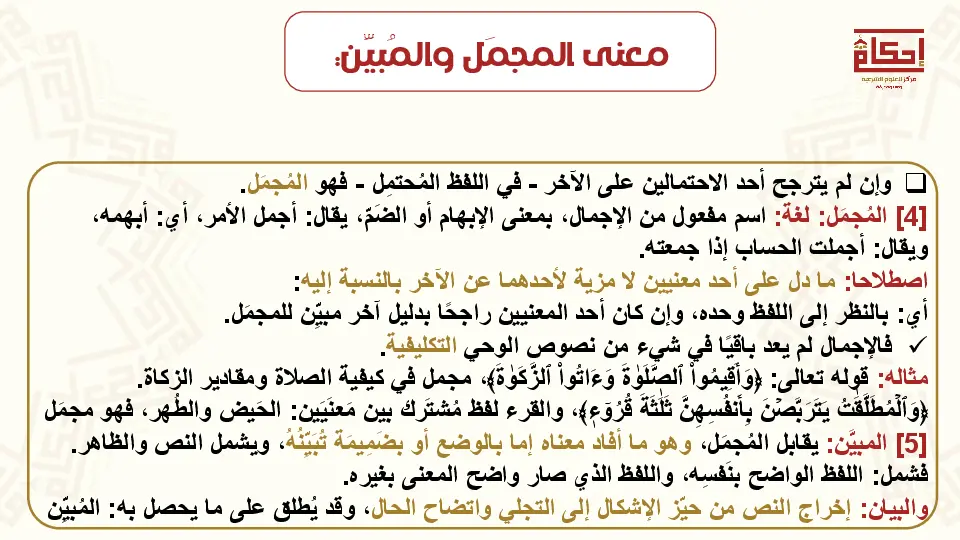 معنى المجمَل والمُبيَّن:
إحكام
مركز للعلوم الشرعية
❑ وإن لم يترجح أحد الاحتمالين على الآخر - في اللفظ المُحتمِل - فهو المُجمَل.
[4] المُجمَل: لغة: اسم مفعول من الإجمال، بمعنى الإبهام أو الضَمّ، يقال: أجمل الأمر، أي: أبهمه،
ويقال: أجملت الحساب إذا جمعته.
اصطلاحا: ما دل على أحد معنيين لا مزية لأحدهما عن الآخر بالنسبة إليه:
أي: بالنظر إلى اللفظ وحده، وإن كان أحد المعنيين راجحًا بدليل آخر مبيِّن للمجمَل.
✓ فالإجمال لم يعد باقيًا في شيء من نصوص الوحي التكليفية.
مثاله: قوله تعالى: ﴿وَأَقِيمُوا۟ ٱلصَّلَوٰةَ وَءَاتُوا۟ ٱلزَّكَوٰةَ﴾، مجمل في كيفية الصلاة ومقادير الزكاة.
﴿وَٱلْمُطَلَّقَٰتُ يَتَرَبَّصْنَ بِأَنفُسِهِنَّ ثَلَٰثَةَ قُرُوٓءٍ﴾، والقرء لفظ مُشترَك بين مَعنَيَين: الحَيض والطُهر، فهو مجمَل
[5] المبيَّن: يقابل المُجمَل، وهو ما أفاد معناه إما بالوضع أو بضَمِيمَة تُبَيِّنُهُ، ويشمل النص والظاهر.
فشمل: اللفظ الواضح بنَفسِه، واللفظ الذي صار واضح المعنى بغيره.
والبيان: إخراج النص من حيّز الإشكال إلى التجلي واتضاح الحال، وقد يُطلق على ما يحصل به: المُبيِّن